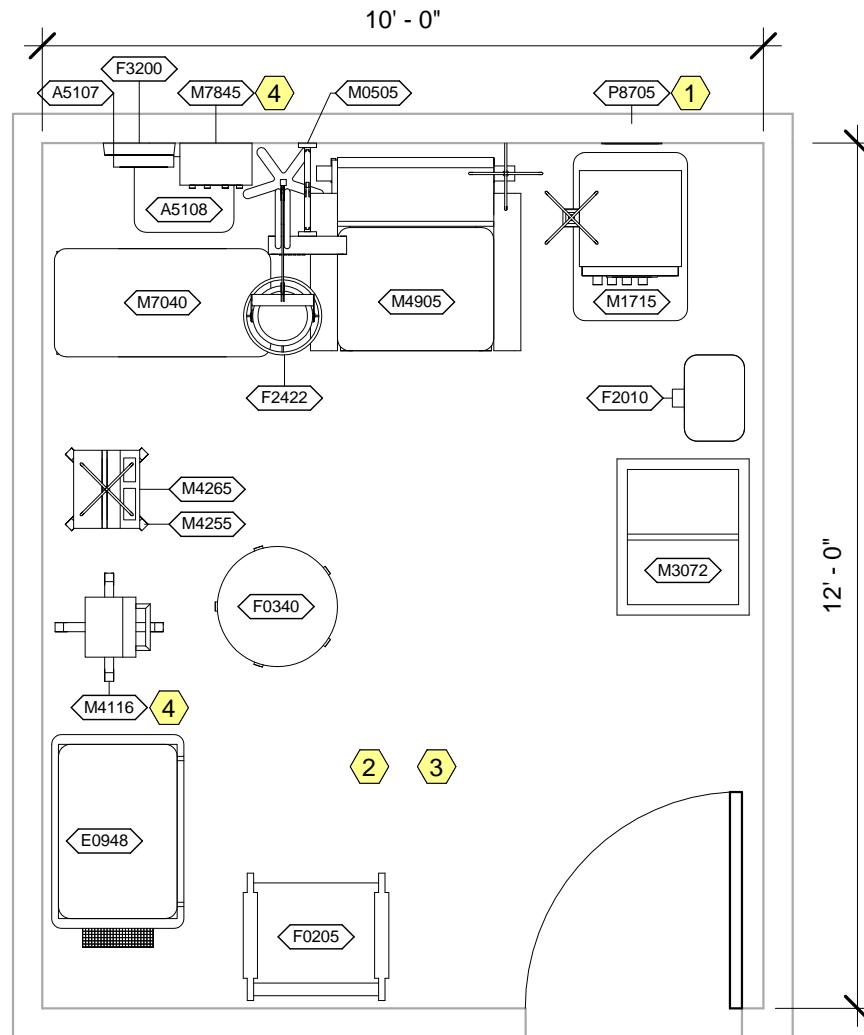 10' - 0"
F3200
A5107
M7845
4
M0505
P8705
1
A5108
M7040
M4905
M1715
F2422
F2010
M4265
M4255
M3072
12' - 0"
F0340
M4116
4
2
3
E0948
F0205